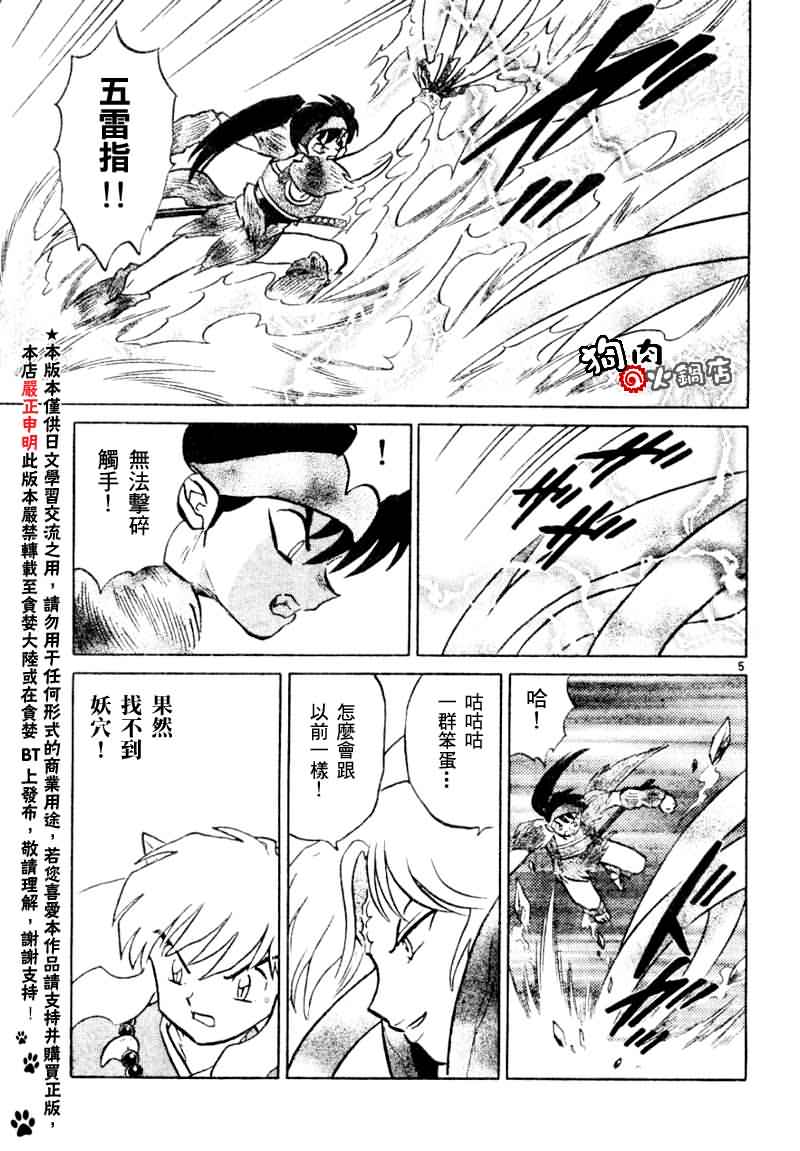 五雷指！！
狗肉
火鍋店
！
無法擊碎
觸手！
5
哈！
咕咕咕
一群笨蛋…
怎麼會跟
以前一樣！
果然
找不到
妖穴！
★本版本僅供日文學習交流之用，請勿用于任何形式的商業用途，若您喜愛本作品請支持并購買正版，
本店嚴正申明此版本嚴禁轉載至貪婪大陸或在貪婪BT上發布，敬請理解，謝謝支持！